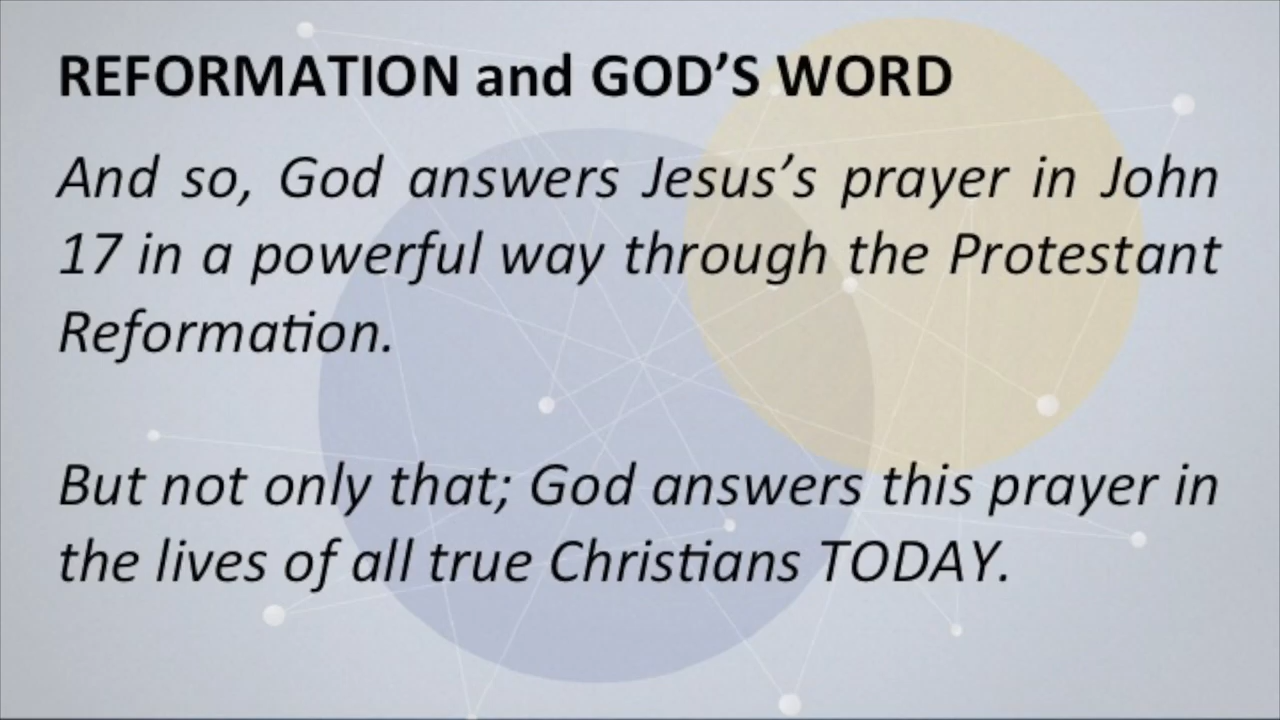 REFORMATION and GOD’S WORD
And so, God answers Jesus’s prayer in John
17 in a powerful way through the Protestant
Reformation.
But not only that; God answers this prayer in
the lives of all true Christians TODAY.